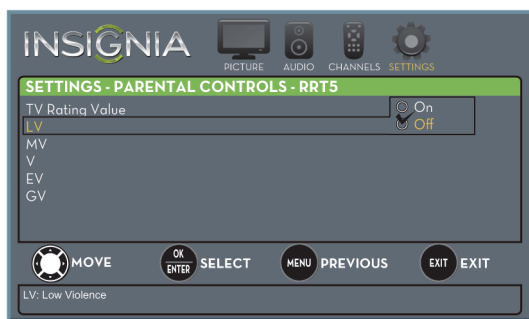 INSIGNIA
PICTURE AUDIO CHANNELS SETTINGS
SETTINGS - PARENTAL CONTROLS - RRT5
TV Rating Value
On
LV
Off
MV
V
EV
GV
MOVE
OK
ENTER
SELECT
MENU PREVIOUS
EXIT EXIT
LV: Low Violence